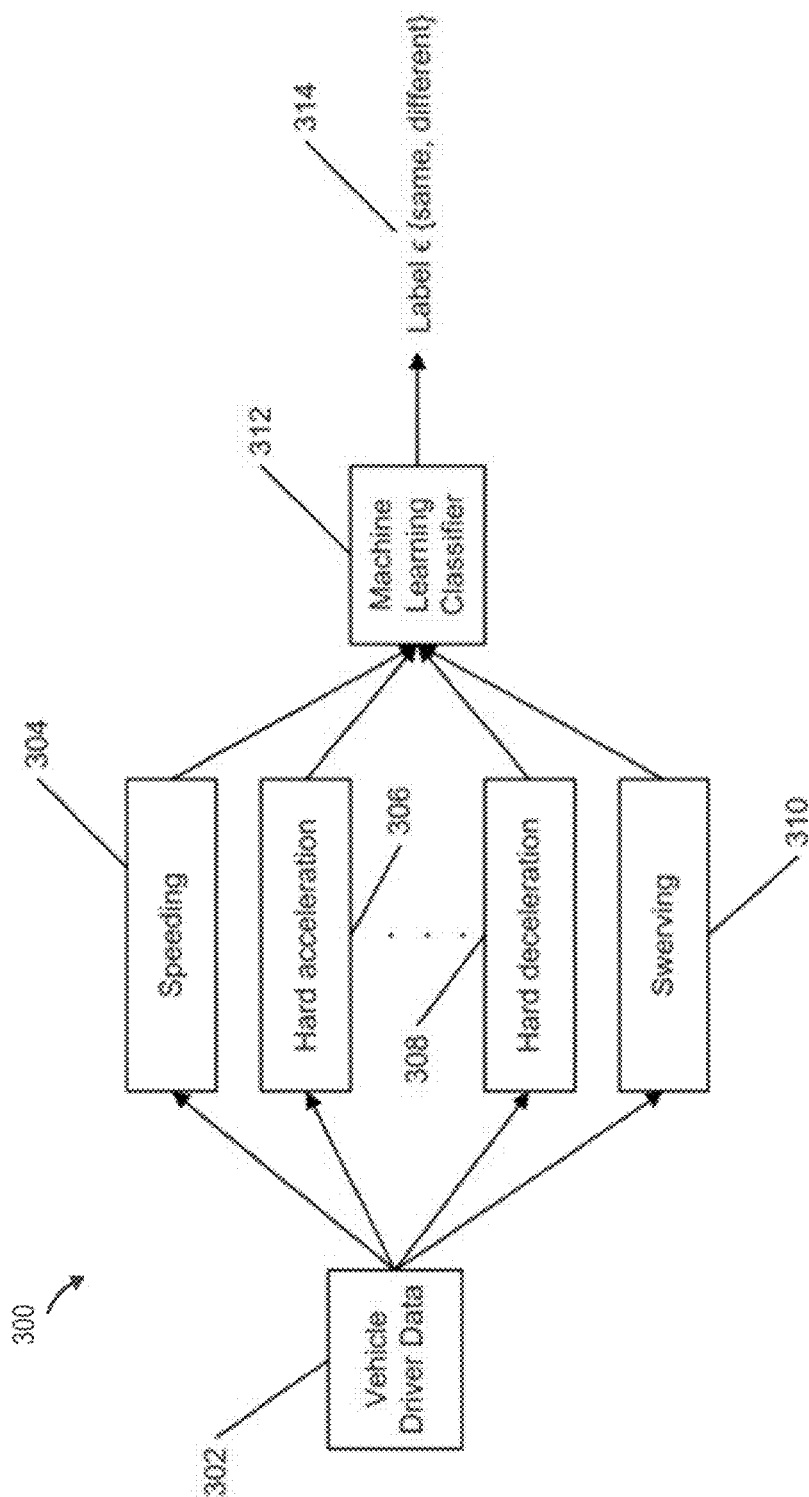 300
302
Vehicle
Driver Data
304
Speeding
Hard acceleration
306
308
Hard deceleration
Swerving
310
312
Machine
Learning
Classifier
314
Label ϵ {same, different}